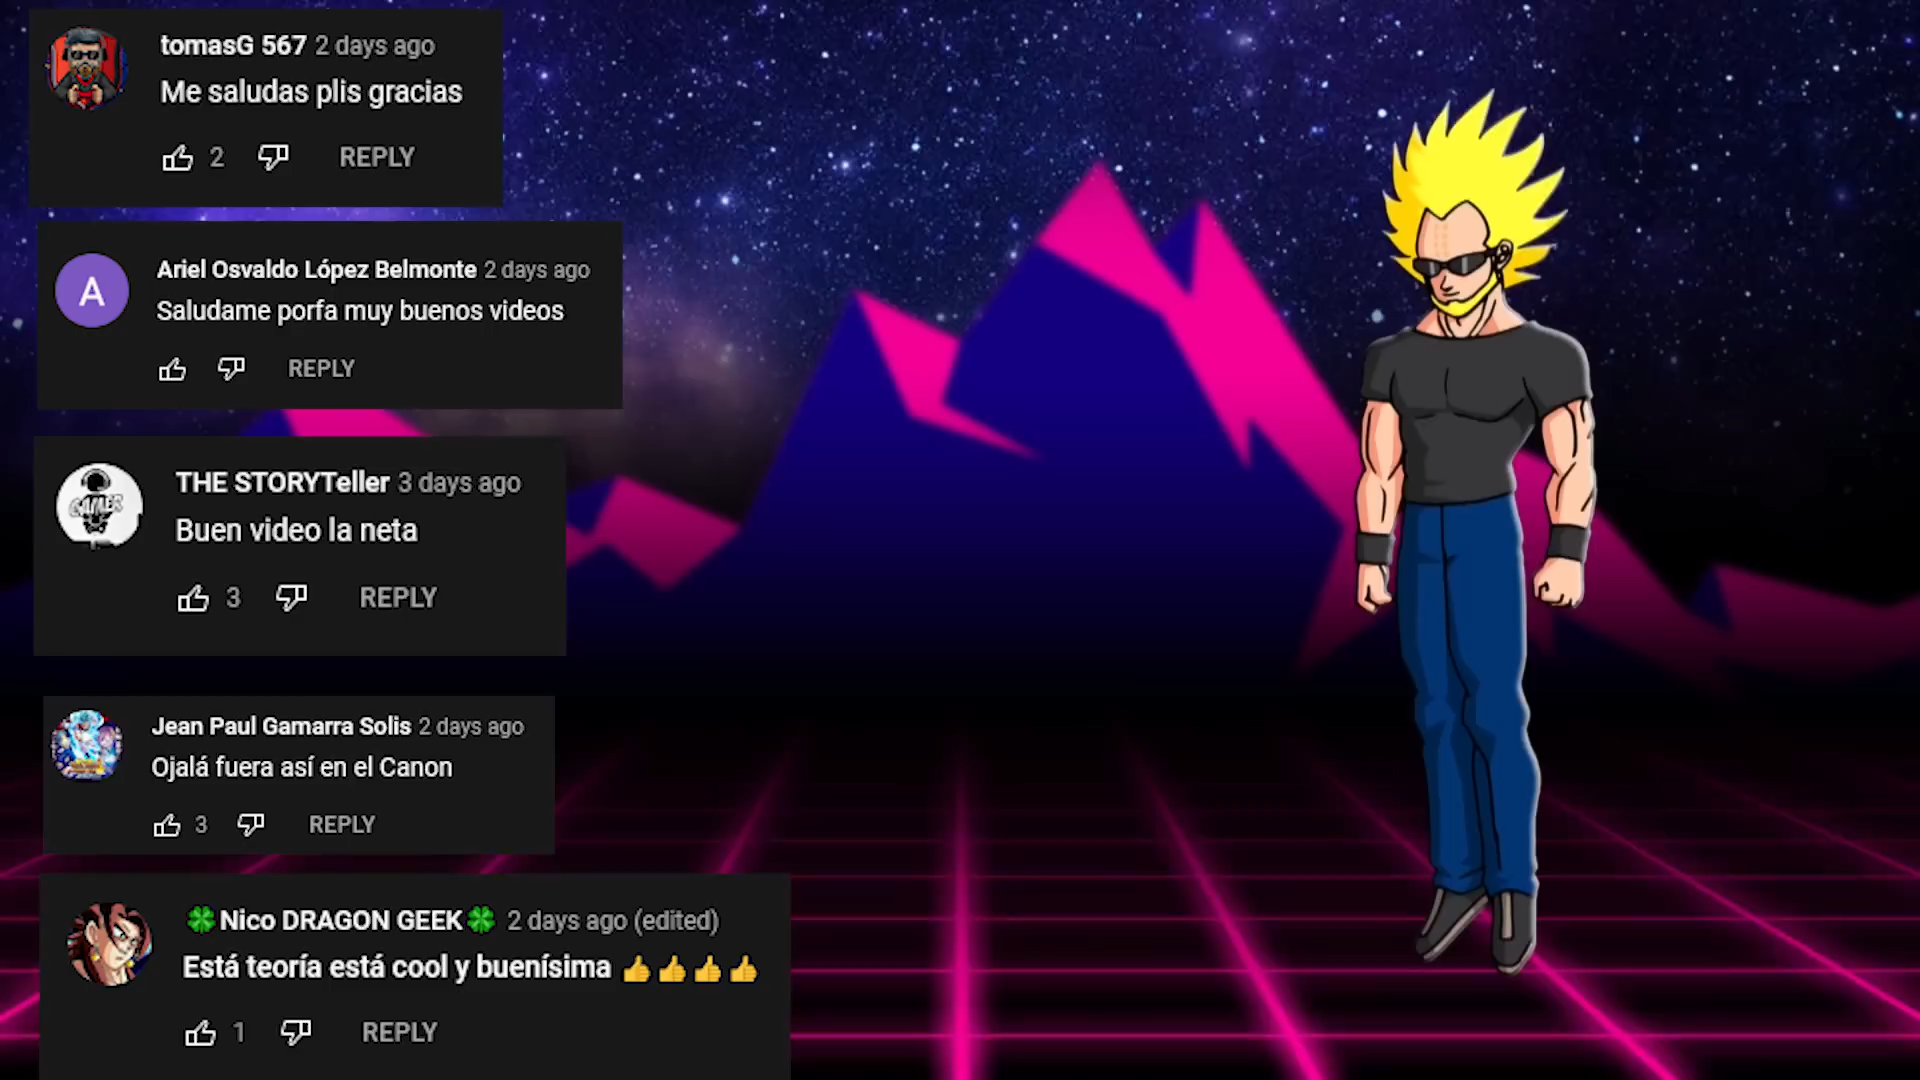 tomasG 567 2 days ago
Me saludas plis gracias
2 REPLY
A
Ariel Osvaldo López Belmonte 2 days ago
Saludame porfa muy buenos videos
REPLY
GAMER
THE STORYTeller 3 days ago
Buen video la neta
3 REPLY
Jean Paul Gamarra Solis 2 days ago
Ojalá fuera así en el Canon
3 REPLY
🍀Nico DRAGON GEEK🍀 2 days ago (edited)
Está teoría está cool y buenísima 👍👍👍👍
1 REPLY